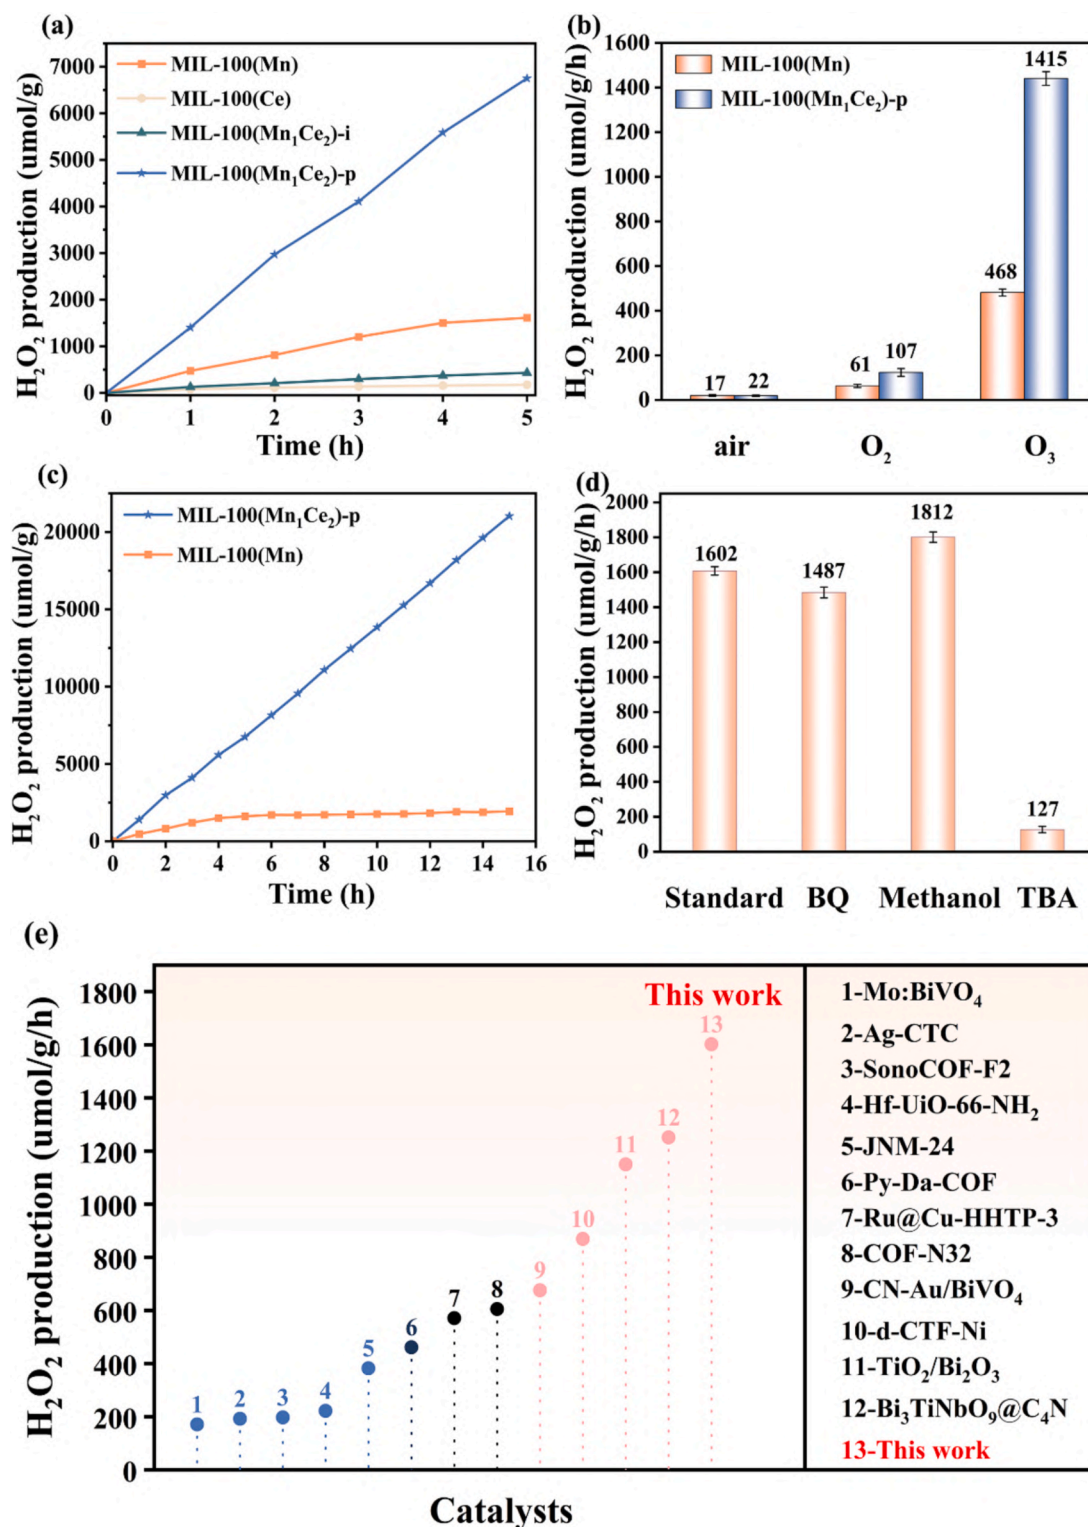 (a)
H₂O₂ production (umol/g)
7000
6000
5000
4000
3000
2000
1000
0
MIL-100(Mn)
MIL-100(Ce)
MIL-100(Mn₁Ce₂)-i
MIL-100(Mn₁Ce₂)-p
0 1 2 3 4 5
Time (h)
(b)
H₂O₂ production (umol/g/h)
1600
1400
1200
1000
800
600
400
200
0
MIL-100(Mn)
MIL-100(Mn₁Ce₂)-p
17 22
61 107
468 1415
air O₂ O₃
(c)
H₂O₂ production (umol/g)
20000
15000
10000
5000
0
MIL-100(Mn₁Ce₂)-p
MIL-100(Mn)
0 2 4 6 8 10 12 14 16
Time (h)
(d)
H₂O₂ production (umol/g/h)
2000
1800
1600
1400
1200
1000
800
600
400
200
0
1602 1487 1812 127
Standard BQ Methanol TBA
(e)
H₂O₂ production (umol/g/h)
1800
1600
1400
1200
1000
800
600
400
200
0
This work
1 2 3 4 5 6 7 8 9 10 11 12 13
Catalysts
1-Mo:BiVO₄
2-Ag-CTC
3-SonoCOF-F2
4-Hf-UiO-66-NH₂
5-JNM-24
6-Py-Da-COF
7-Ru@Cu-HHTP-3
8-COF-N32
9-CN-Au/BiVO₄
10-d-CTF-Ni
11-TiO₂/Bi₂O₃
12-Bi₃TiNbO₉@C₄N
13-This work